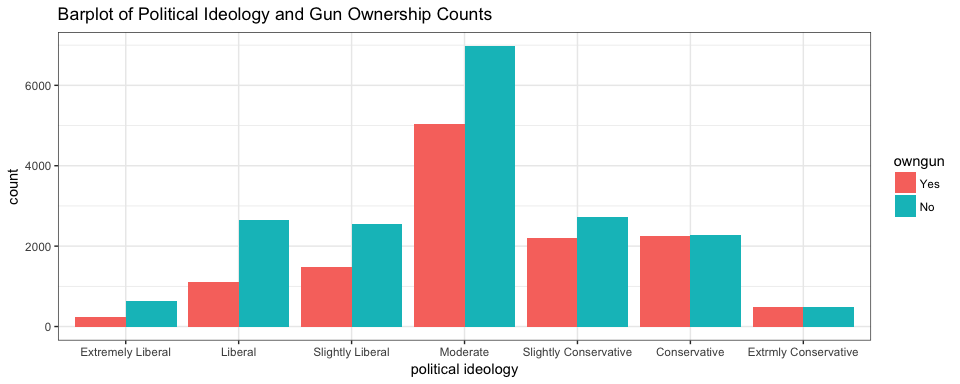 Barplot of Political Ideology and Gun Ownership Counts
6000
4000
2000
0
count
Extremely Liberal
Liberal
Slightly Liberal
Moderate
Slightly Conservative
Conservative
Extrmly Conservative
political ideology
owngun
Yes
No